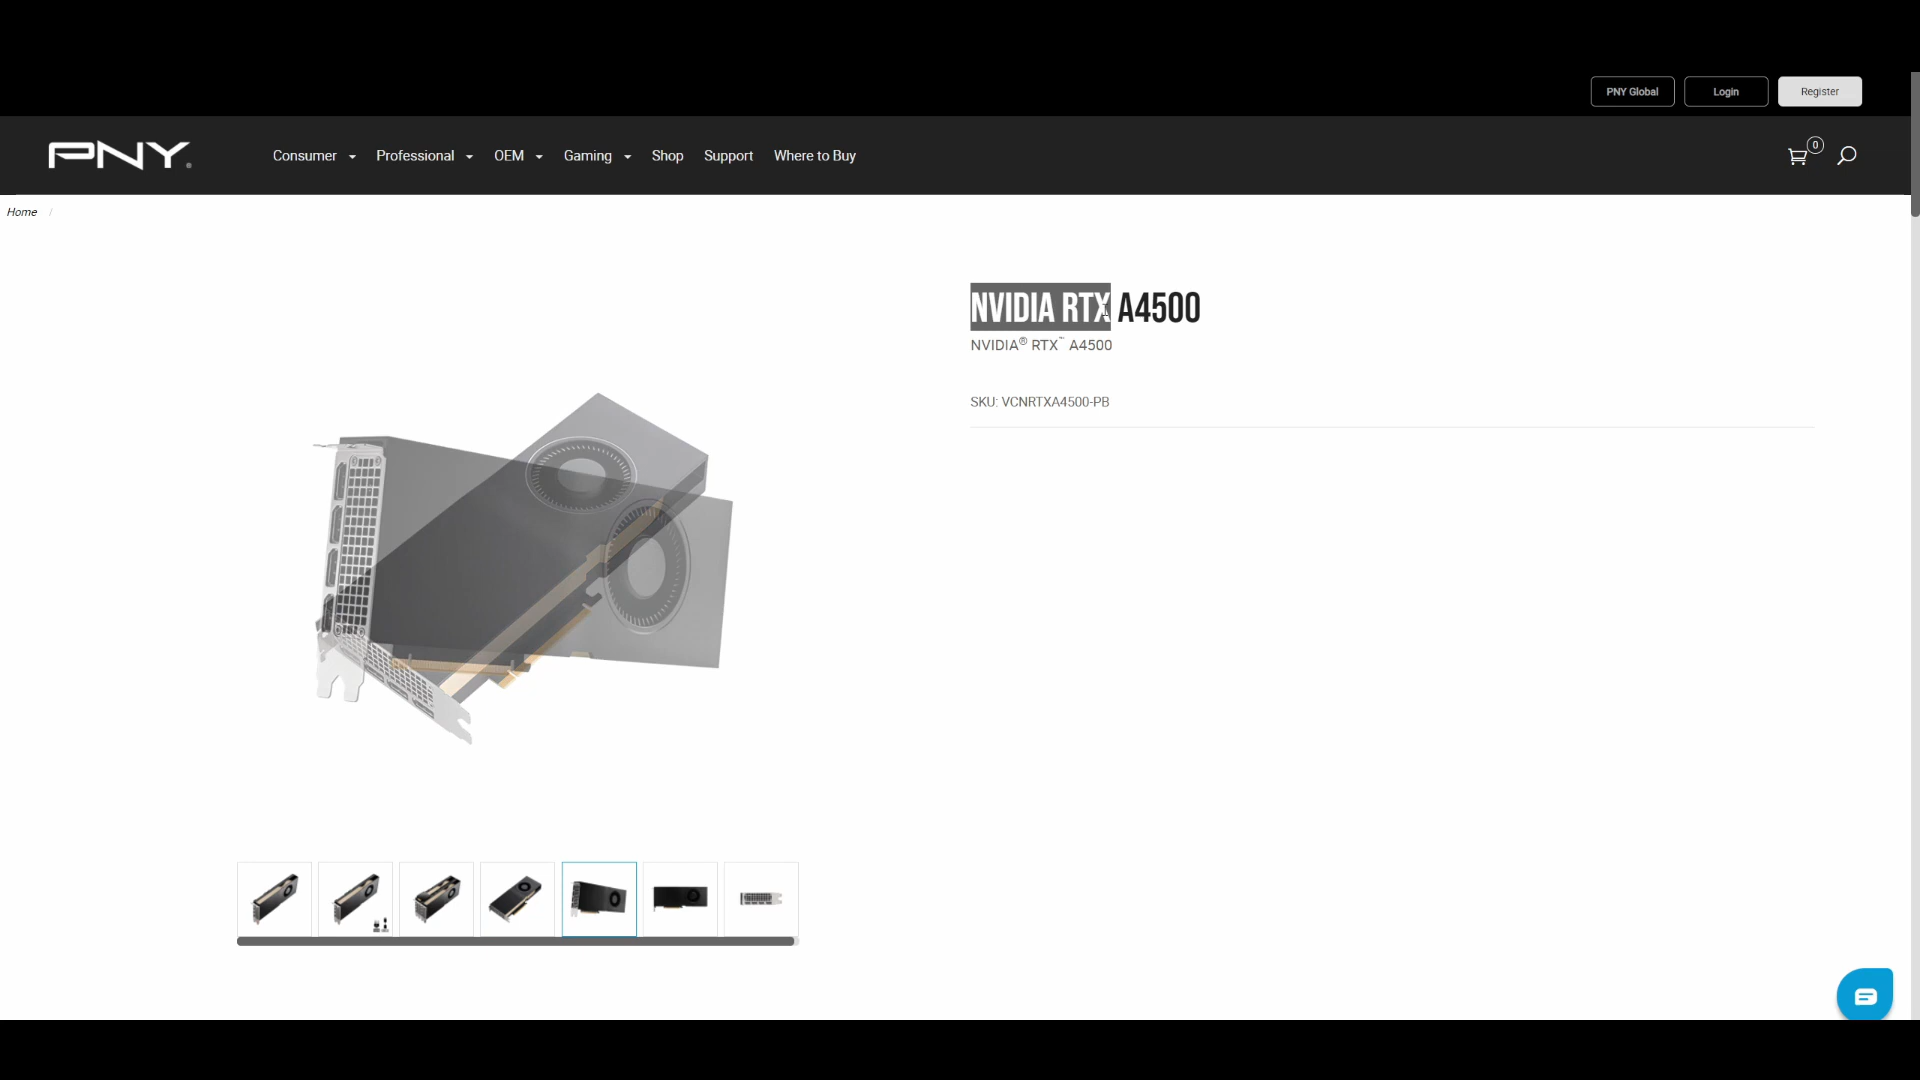 PNY Global Login Register
PNY Consumer Professional OEM Gaming Shop Support Where to Buy 0
Home /
NVIDIA RTX A4500
NVIDIA® RTX™ A4500
SKU: VCNRTXA4500-PB